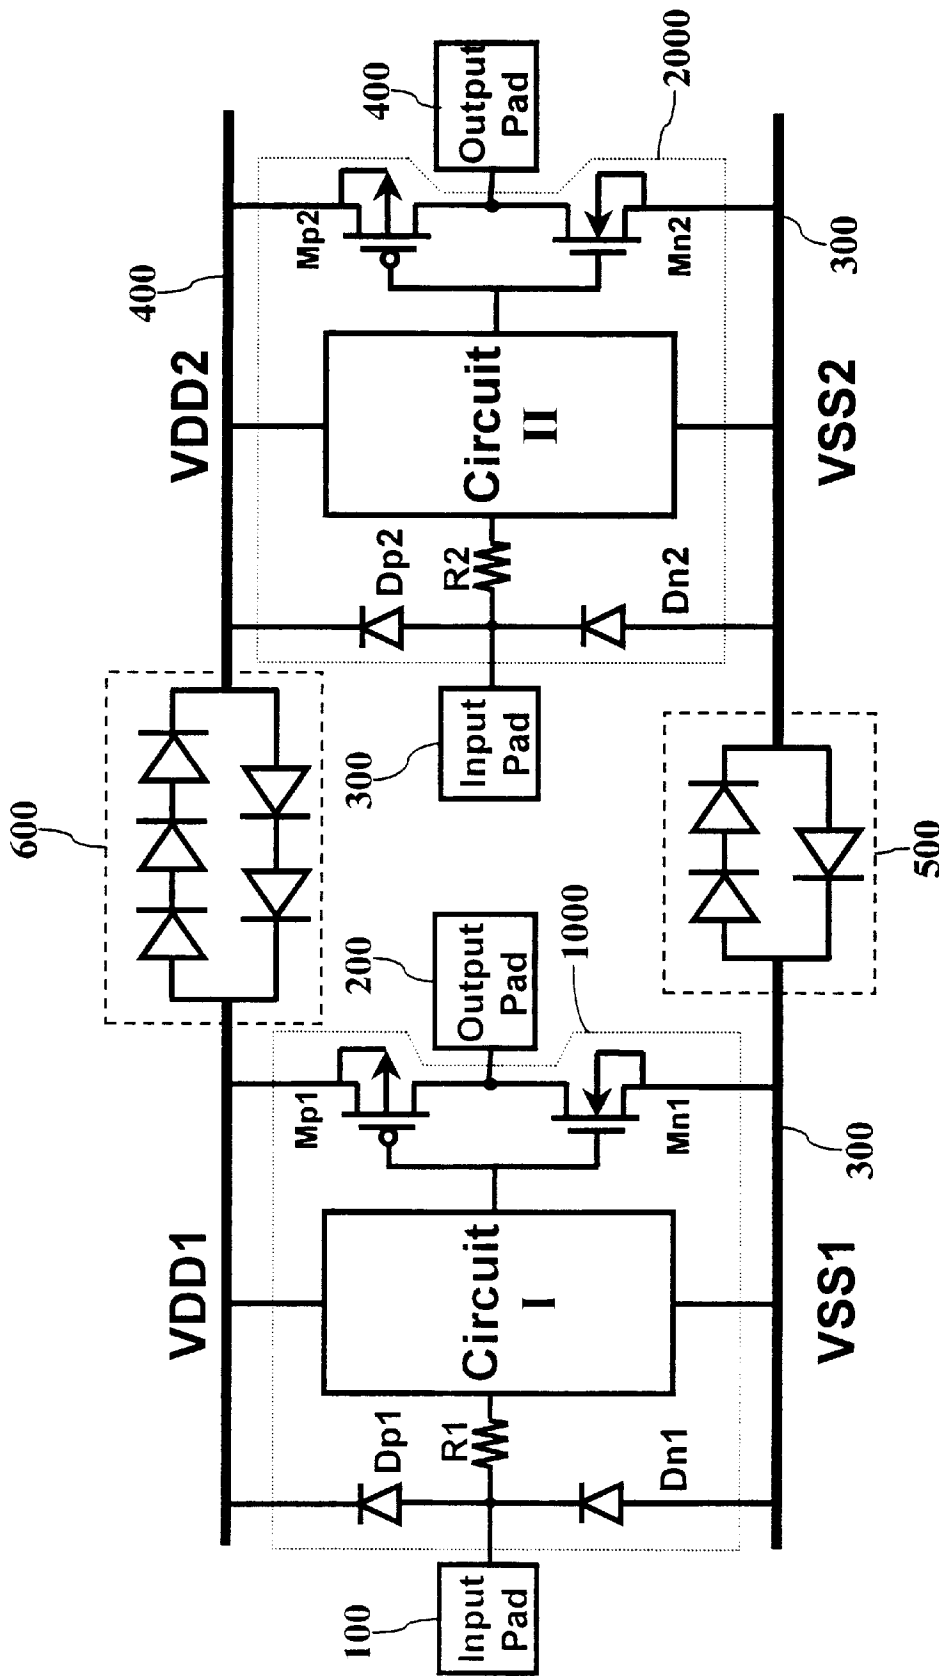 600
VDD1
VDD2
400
Mp1
Mp2
400
Dp1
200
Dp2
100
Input
Pad
R1
Circuit
I
Output
Pad
300
Input
Pad
R2
Circuit
II
Output
Pad
1000
2000
Dn1
Mn1
Dn2
Mn2
300
300
VSS1
500
VSS2